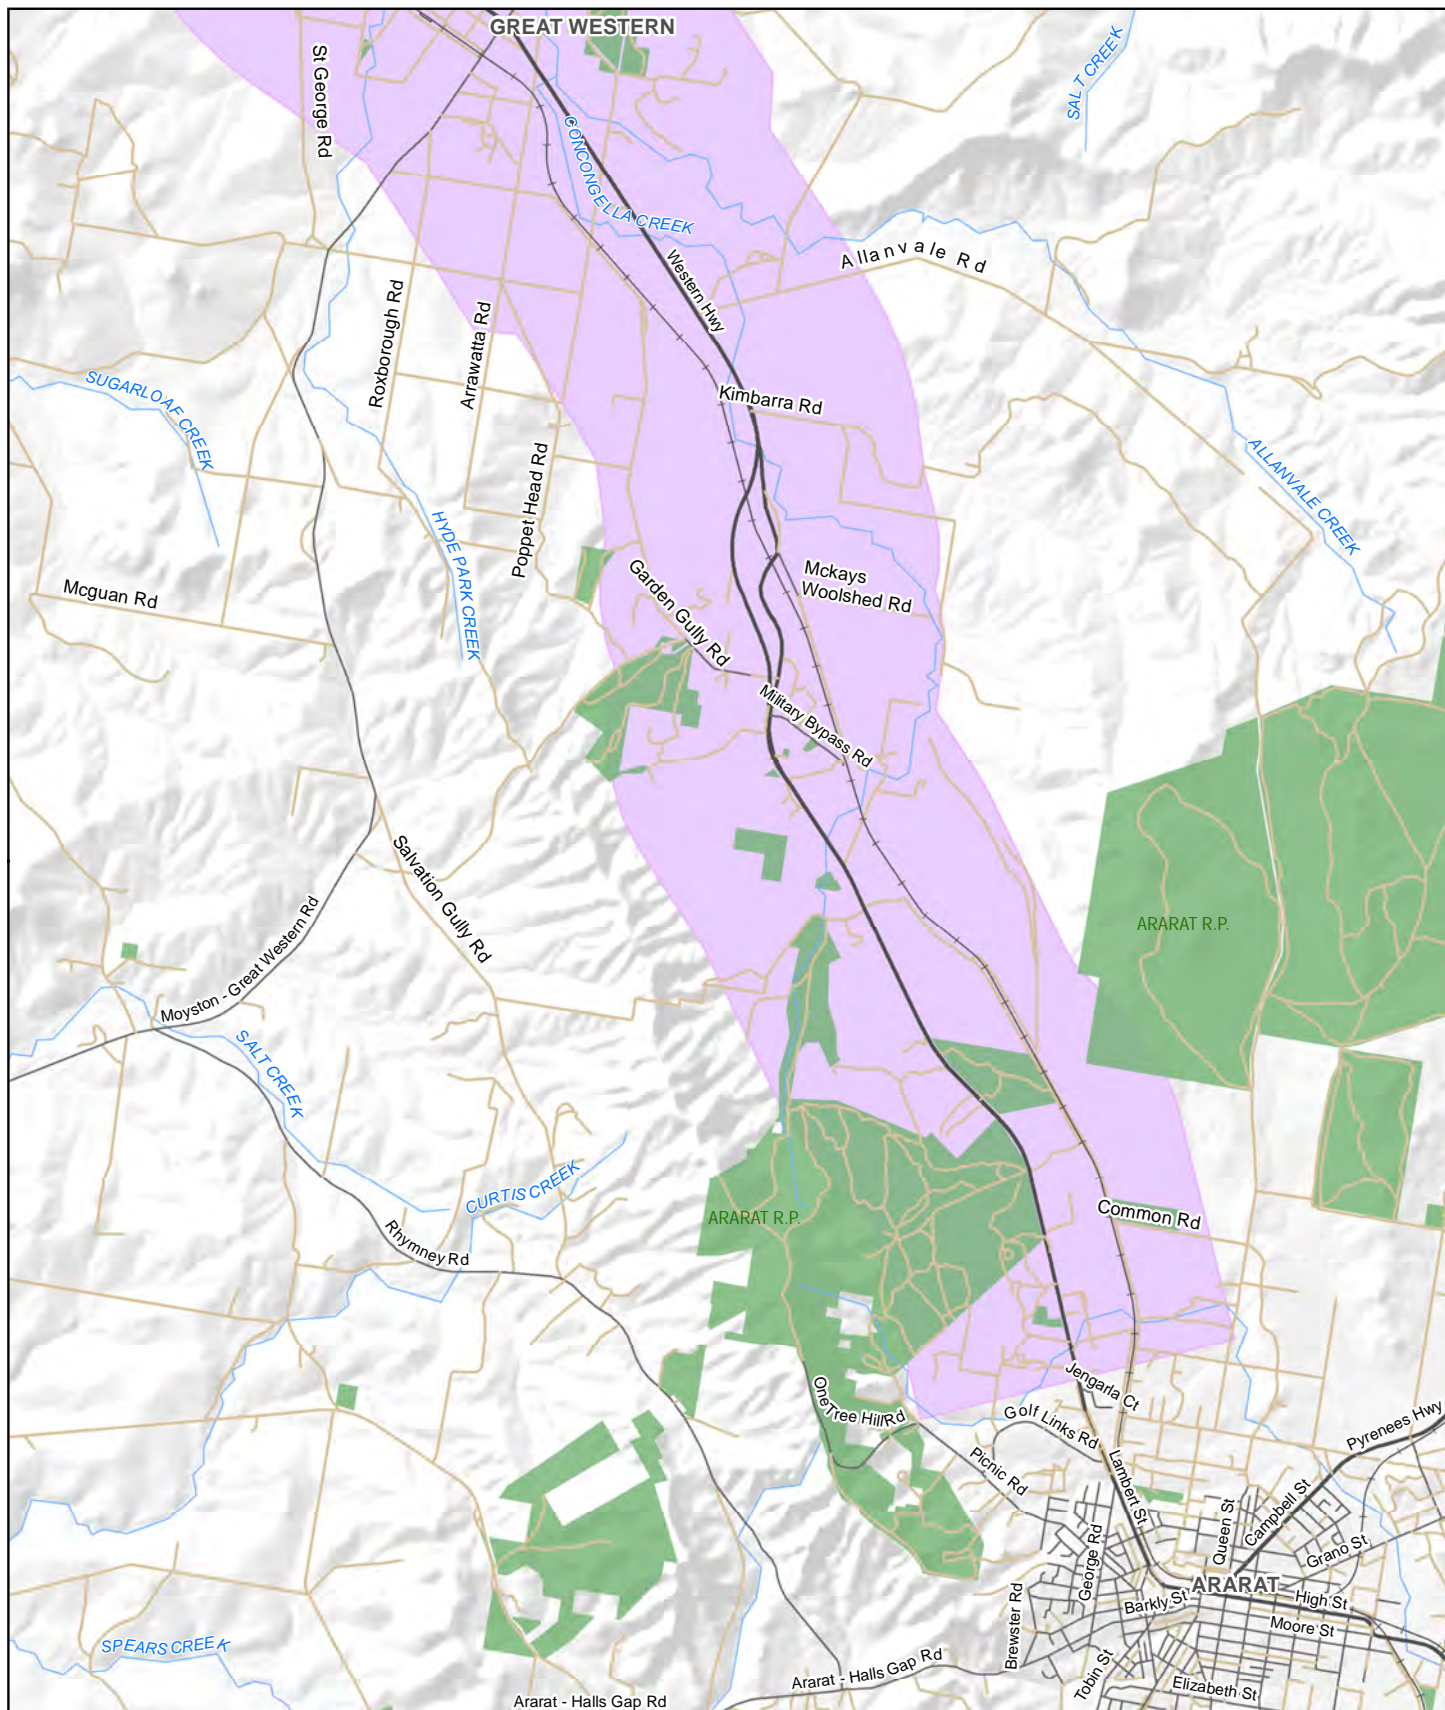 GREAT WESTERN
St George Rd
SALT CREEK
CONCONGELLA CREEK
Western Hwy
Allanvale Rd
Roxborough Rd
Arrawatta Rd
SUGARLOAF CREEK
Kimbarra Rd
Poppet Head Rd
ALLANVALE CREEK
HYDE PARK CREEK
Mcguan Rd
Garden Gully Rd
Mckays
Woolshed Rd
Military Bypass Rd
Salvation Gully Rd
Moyston - Great Western Rd
ARARAT R.P.
SALT CREEK
CURTIS CREEK
ARARAT R.P.
Common Rd
Rhymney Rd
Jengarla Ct
OneTree Hill Rd
Golf Links Rd
Pyrenees Hwy
Picnic Rd
Lambert St
Queen St
Campbell St
George Rd
Grano St
ARARAT
Brewster Rd
Barkly St
High St
Moore St
SPEARS CREEK
Ararat - Halls Gap Rd
Tobin St
Elizabeth St
Ararat - Halls Gap Rd